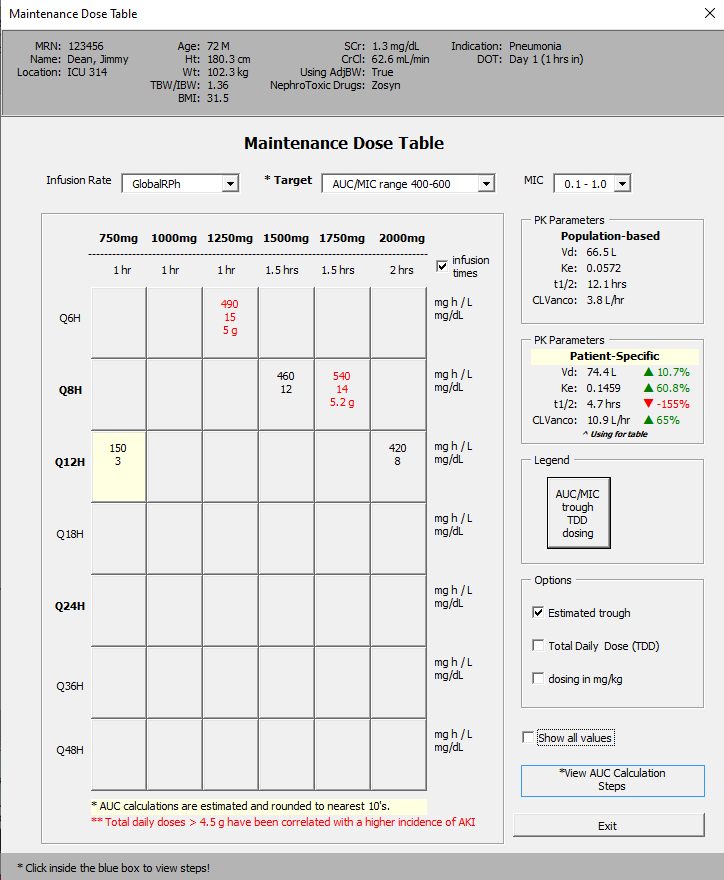 Maintenance Dose Table
MRN: 123456
Name: Dean, Jimmy
Location: ICU 314
Age: 72 M
Ht: 180.3 cm
Wt: 102.3 kg
TBW/IBW: 1.36
BMI: 31.5
SCr: 1.3 mg/dL
CrCl: 62.6 mL/min
Using AdjBW: True
NephroToxic Drugs: Zosyn
Indication: Pneumonia
DOT: Day 1 (1 hrs in)
Maintenance Dose Table
Infusion Rate GlobalRPh * Target AUC/MIC range 400-600 MIC 0.1 - 1.0
750mg 1000mg 1250mg 1500mg 1750mg 2000mg
1 hr 1 hr 1 hr 1.5 hrs 1.5 hrs 2 hrs
infusion
times
Q6H
490
15
5 g
mg h / L
mg/dL
Q8H
460
12
540
14
5.2 g
mg h / L
mg/dL
Q12H
150
3
420
8
mg h / L
mg/dL
Q18H
mg h / L
mg/dL
Q24H
mg h / L
mg/dL
Q36H
mg h / L
mg/dL
Q48H
mg h / L
mg/dL
* AUC calculations are estimated and rounded to nearest 10's.
** Total daily doses > 4.5 g have been correlated with a higher incidence of AKI
PK Parameters
Population-based
Vd: 66.5 L
Ke: 0.0572
t1/2: 12.1 hrs
CLVanco: 3.8 L/hr
PK Parameters
Patient-Specific
Vd: 74.4 L ▲ 10.7%
Ke: 0.1459 ▲ 60.8%
t1/2: 4.7 hrs ▼ -155%
CLVanco: 10.9 L/hr ▲ 65%
^ Using for table
Legend
AUC/MIC
trough
TDD
dosing
Options
Estimated trough
Total Daily Dose (TDD)
dosing in mg/kg
Show all values
*View AUC Calculation
Steps
Exit
* Click inside the blue box to view steps!